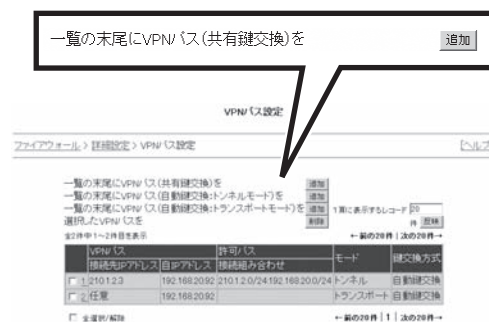 一覧の末尾にVPNパス(共有鍵交換)を 追加
VPNパス設定
ファイアウォール > 詳細設定 > VPNパス設定 [ヘルプ
一覧の末尾にVPNパス(共有鍵交換)を 追加
一覧の末尾にVPNパス(自動鍵交換:トンネルモード)を 追加
一覧の末尾にVPNパス(自動鍵交換:トランスポートモード)を 追加 1頁に表示するレコード 20
選択したVPNパスを 削除 件 反映
全2件中1~2件目を表示 ←前の20件 | 次の20件→
VPNパス 許可パス モード 鍵交換方式
接続先IPアドレス 自IPアドレス 接続組み合わせ
1 210.1.2.3 192.168.20.92 210.1.2.0/24 192.168.20.0/24 トンネル 自動鍵交換
2 任意 192.168.20.92 トランスポート 自動鍵交換
全選択/解除 ←前の20件 | 1 | 次の20件→